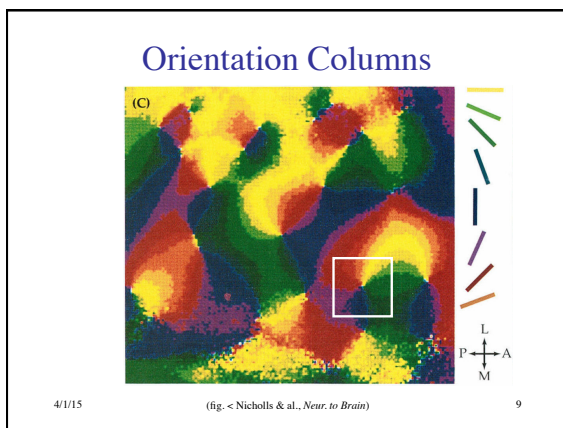 Orientation Columns
(C)
L
P A
M
4/1/15 (fig. < Nicholls & al., Neur. to Brain) 9